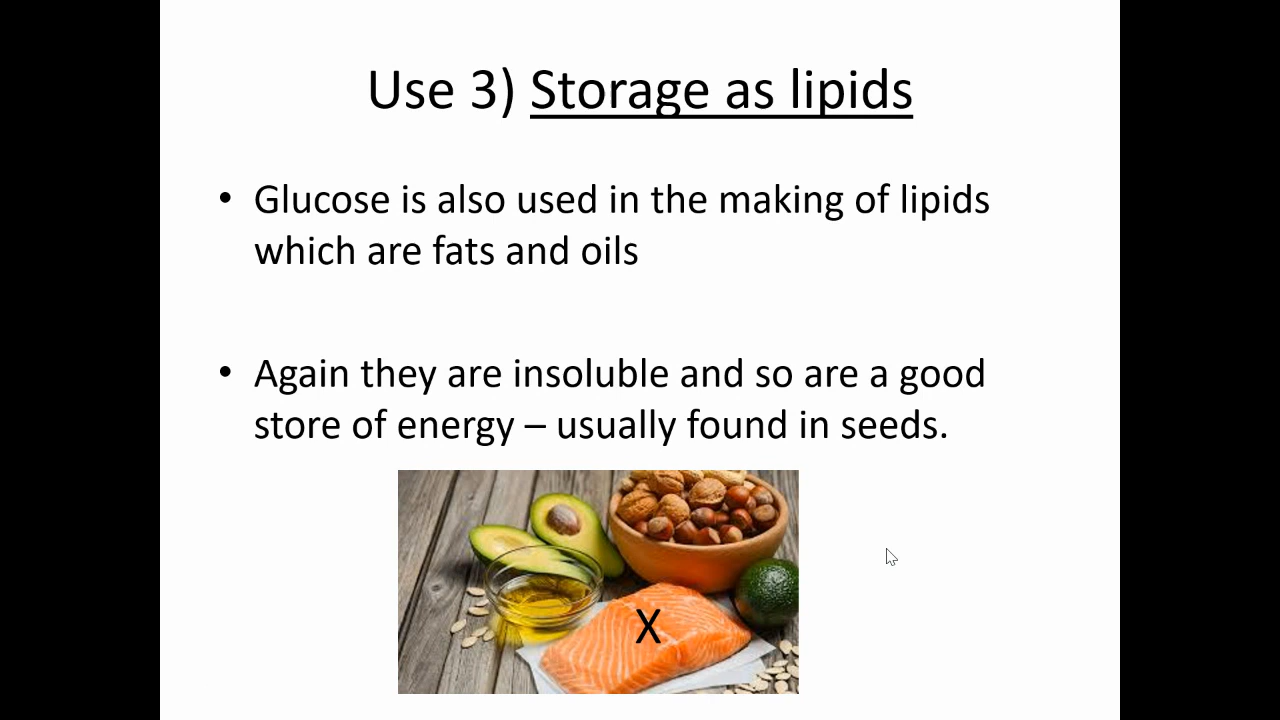 Use 3) Storage as lipids
• Glucose is also used in the making of lipids
which are fats and oils
• Again they are insoluble and so are a good
store of energy – usually found in seeds.
X